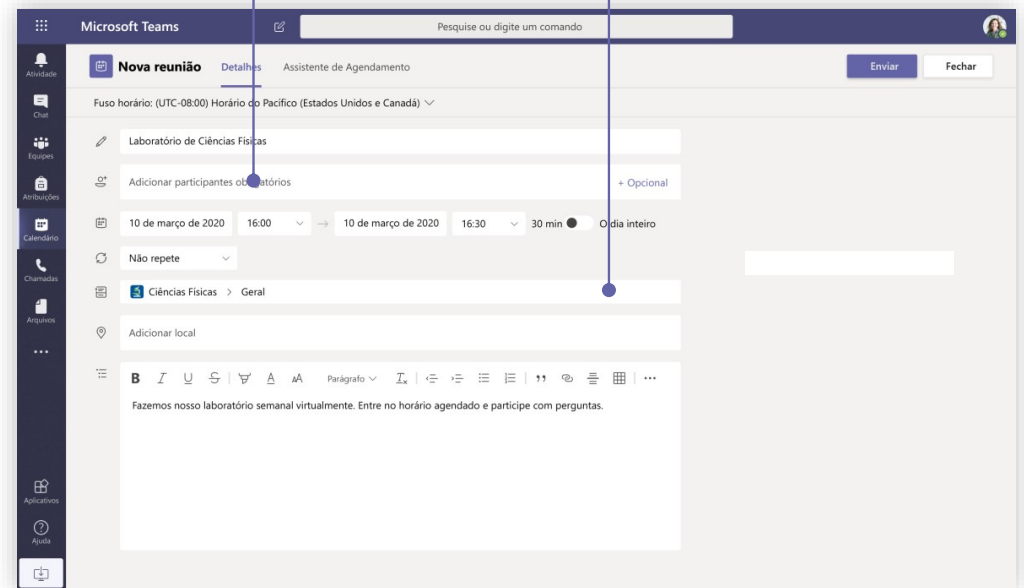 Microsoft Teams
Pesquise ou digite um comando
Atividade
Chat
Equipes
Atribuições
Calendário
Chamadas
Arquivos
Aplicativos
Ajuda
Nova reunião Detalhes Assistente de Agendamento Enviar Fechar
Fuso horário: (UTC-08:00) Horário do Pacífico (Estados Unidos e Canadá)
Laboratório de Ciências Físicas
Adicionar participantes obrigatórios + Opcional
10 de março de 2020 16:00 → 10 de março de 2020 16:30 30 min O dia inteiro
Não repete
Ciências Físicas > Geral
Adicionar local
B I U S A AA Parágrafo
Fazemos nosso laboratório semanal virtualmente. Entre no horário agendado e participe com perguntas.